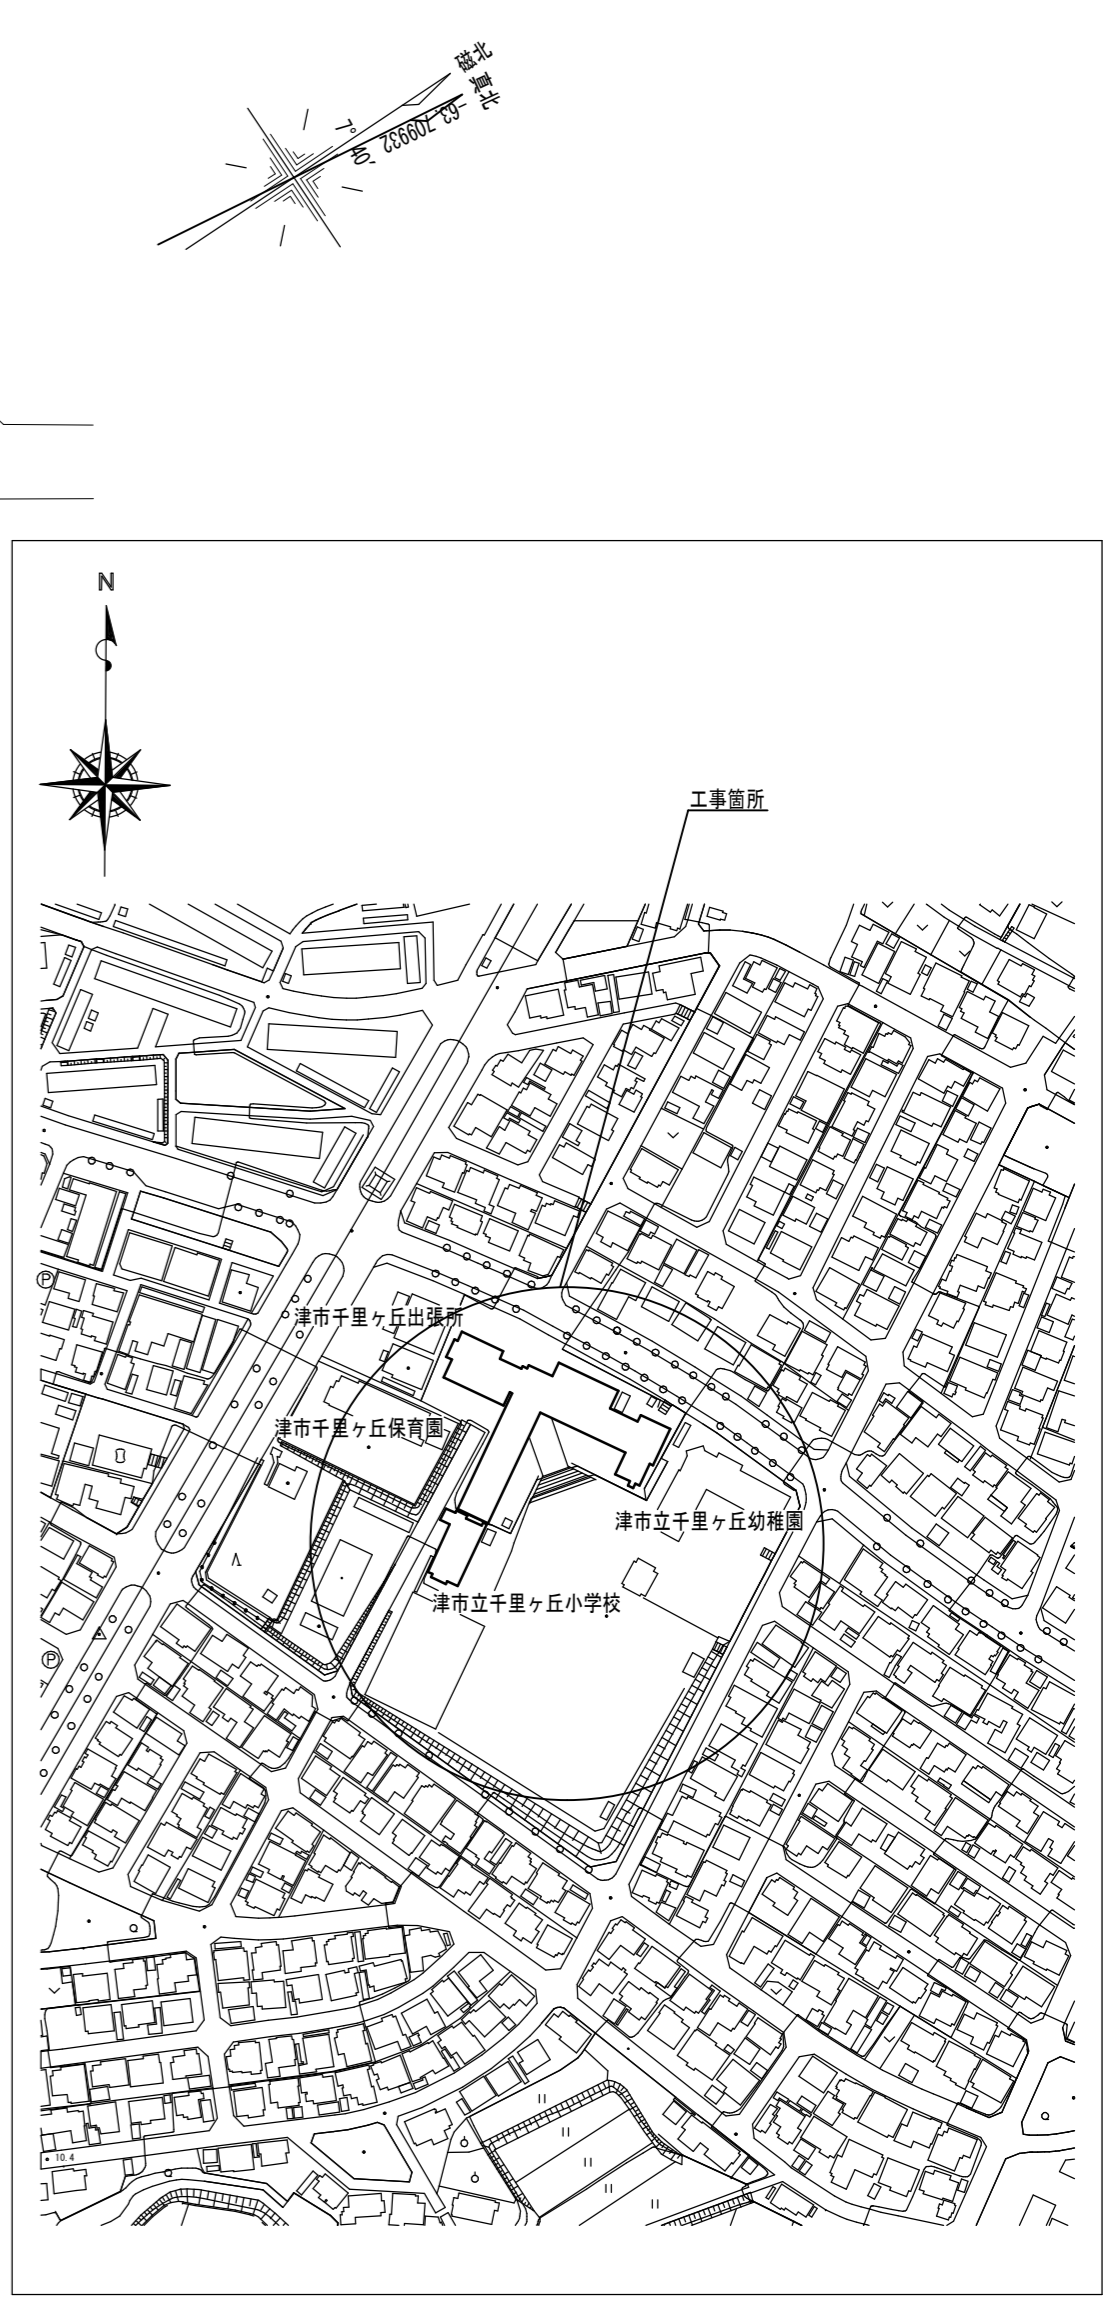 磁北
真北
-63.709932
7° 40′
N
工事箇所
津市千里ヶ丘出張所
津市千里ヶ丘保育園
津市立千里ヶ丘幼稚園
津市立千里ヶ丘小学校
P
P
10.4